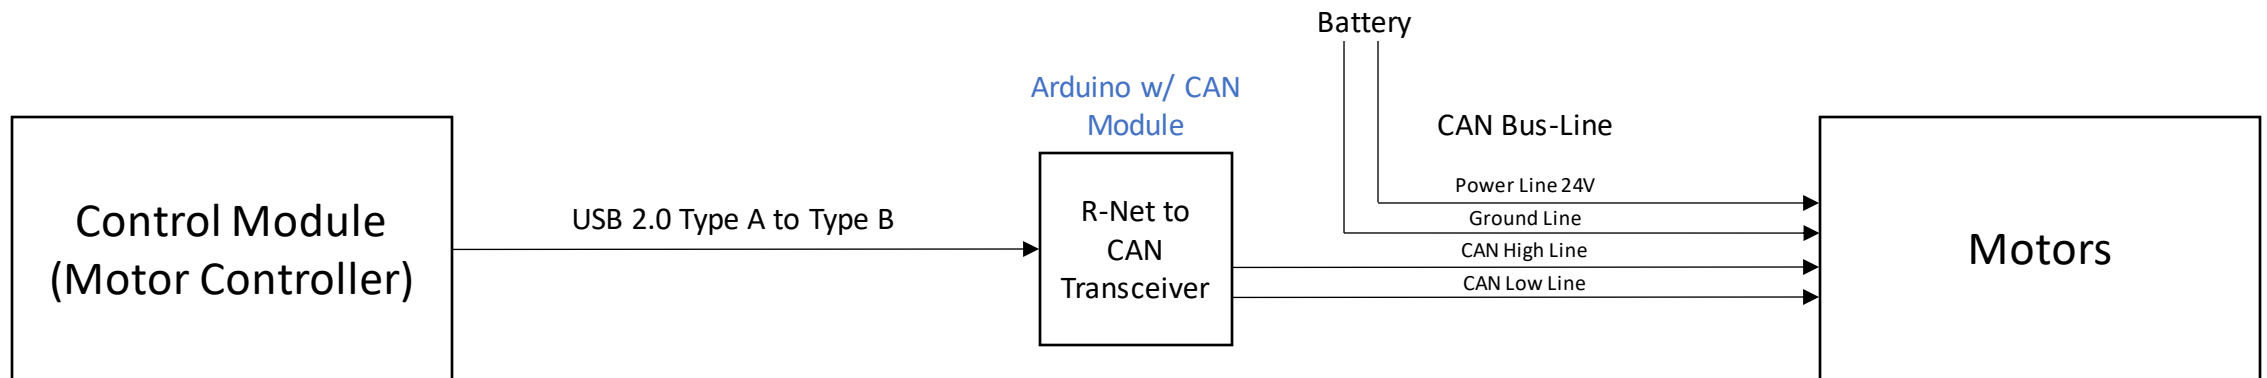 Battery
Arduino w/ CAN
Module
CAN Bus-Line
Control Module
(Motor Controller)
USB 2.0 Type A to Type B
R-Net to
CAN
Transceiver
Power Line 24V
Ground Line
CAN High Line
CAN Low Line
Motors